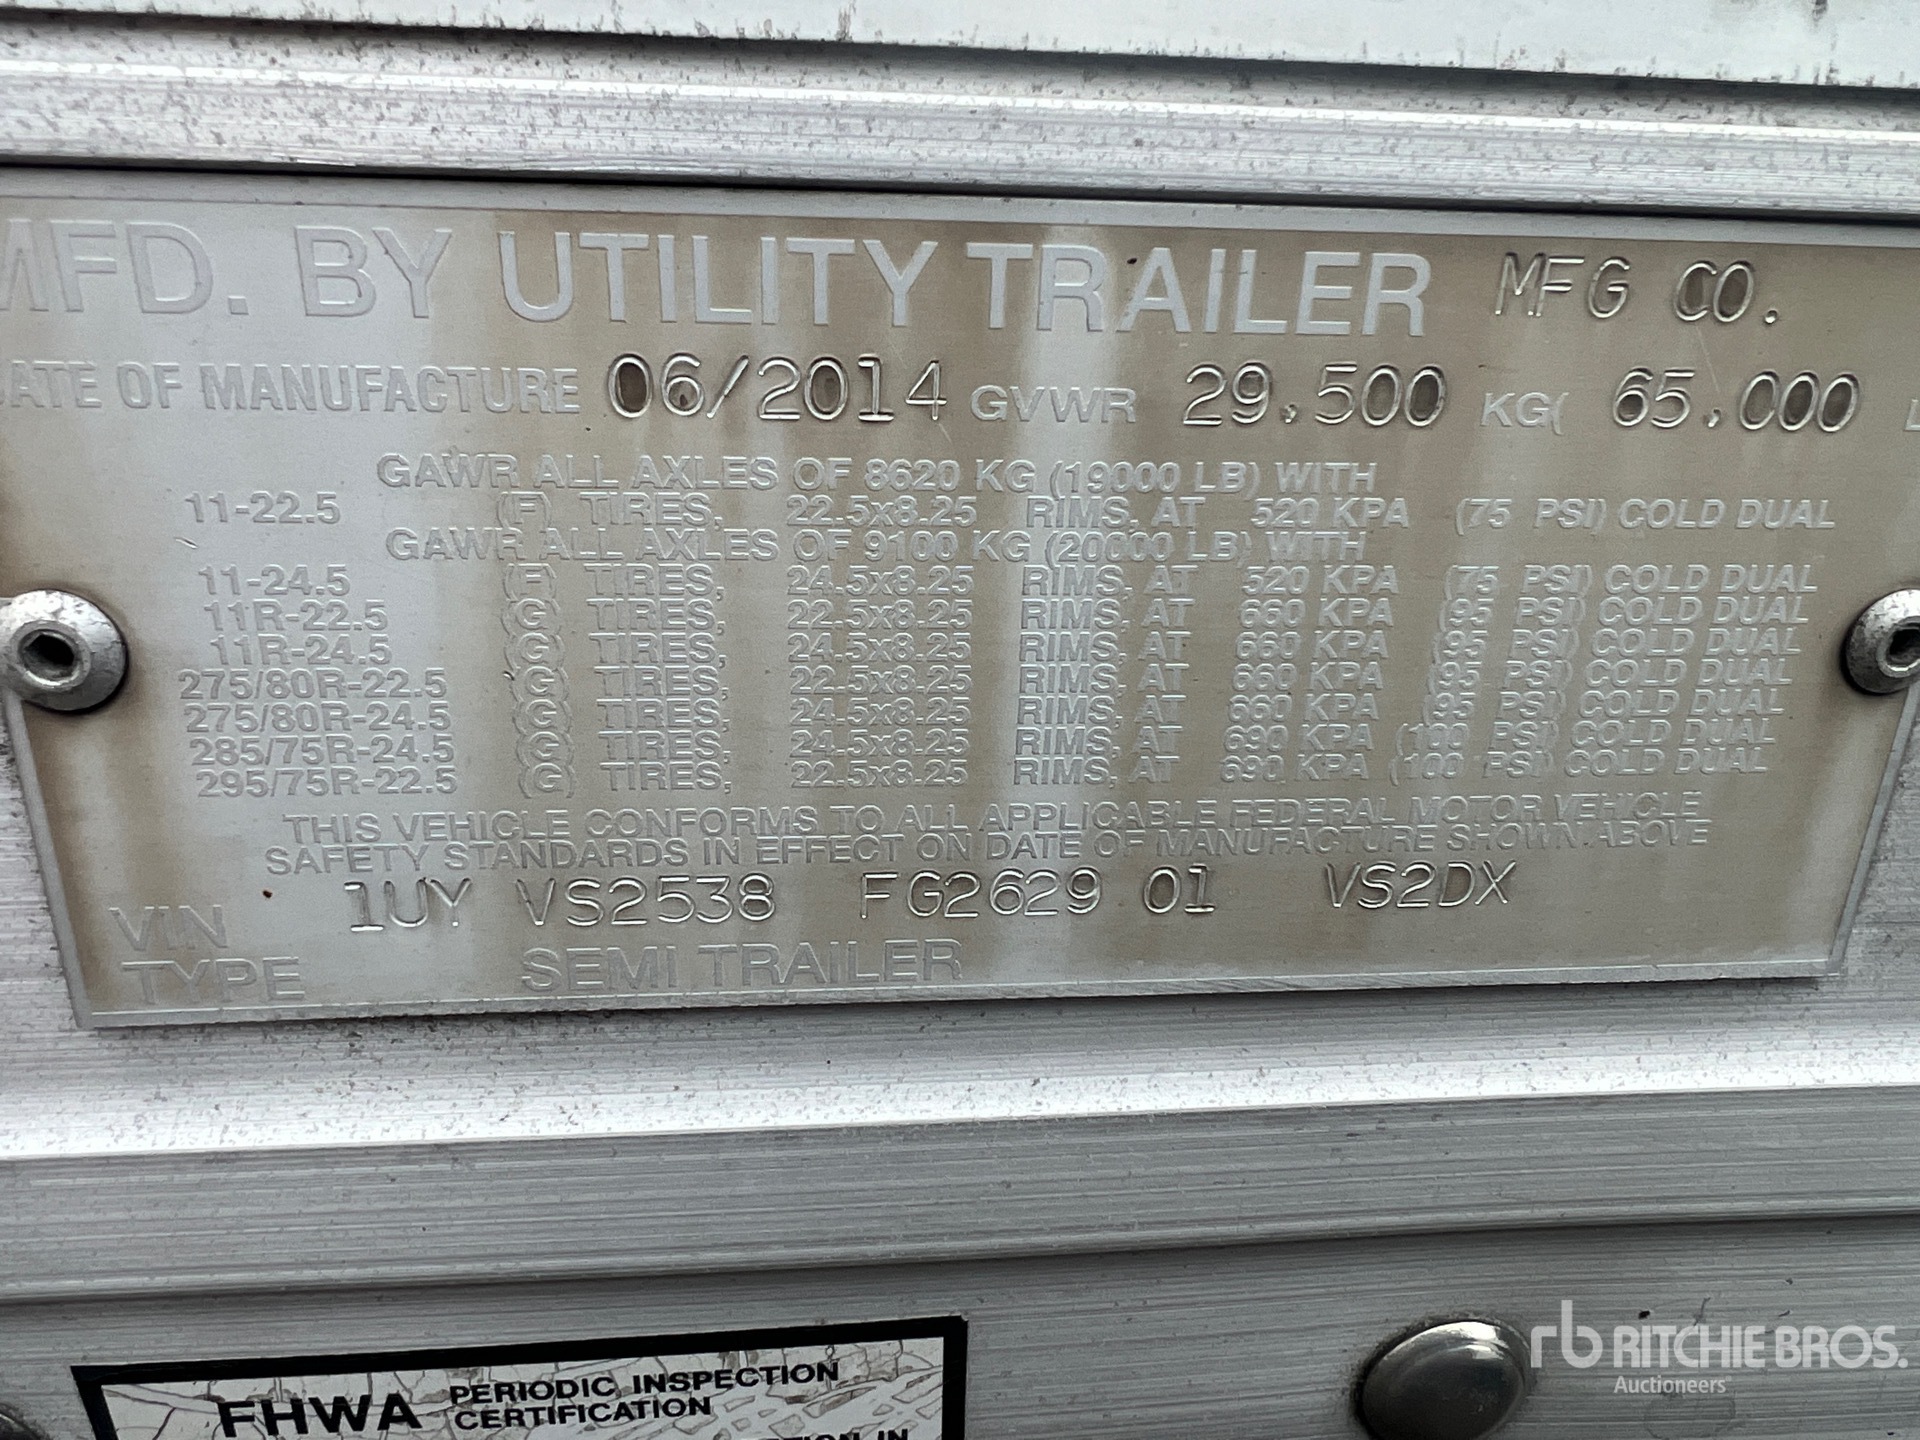 MFD. BY UTILITY TRAILER MFG CO.
DATE OF MANUFACTURE 06/2014 GVWR 29.500 KG( 65,000
GAWR ALL AXLES OF 8620 KG (19000 LB) WITH
11-22.5 (F) TIRES, 22.5x8.25 RIMS, AT 520 KPA (75 PSI) COLD DUAL
GAWR ALL AXLES OF 9100 KG (20000 LB) WITH
11-24.5 (F) TIRES, 24.5x8.25 RIMS, AT 520 KPA (75 PSI) COLD DUAL
11R-22.5 (G) TIRES, 22.5x8.25 RIMS, AT 660 KPA (95 PSI) COLD DUAL
11R-24.5 (G) TIRES, 24.5x8.25 RIMS, AT 660 KPA (95 PSI) COLD DUAL
275/80R-22.5 (G) TIRES, 22.5x8.25 RIMS, AT 660 KPA (95 PSI) COLD DUAL
275/80R-24.5 (G) TIRES, 24.5x8.25 RIMS, AT 660 KPA (95 PSI) COLD DUAL
285/75R-24.5 (G) TIRES, 24.5x8.25 RIMS, AT 690 KPA (100 PSI) COLD DUAL
295/75R-22.5 (G) TIRES, 22.5x8.25 RIMS, AT 690 KPA (100 PSI) COLD DUAL
THIS VEHICLE CONFORMS TO ALL APPLICABLE FEDERAL MOTOR VEHICLE
SAFETY STANDARDS IN EFFECT ON DATE OF MANUFACTURE SHOWN ABOVE
VIN 1UY VS2538 FG2629 01 VS2DX
TYPE SEMI TRAILER
FHWA PERIODIC INSPECTION
CERTIFICATION
IN
rb RITCHIE BROS.
Auctioneers